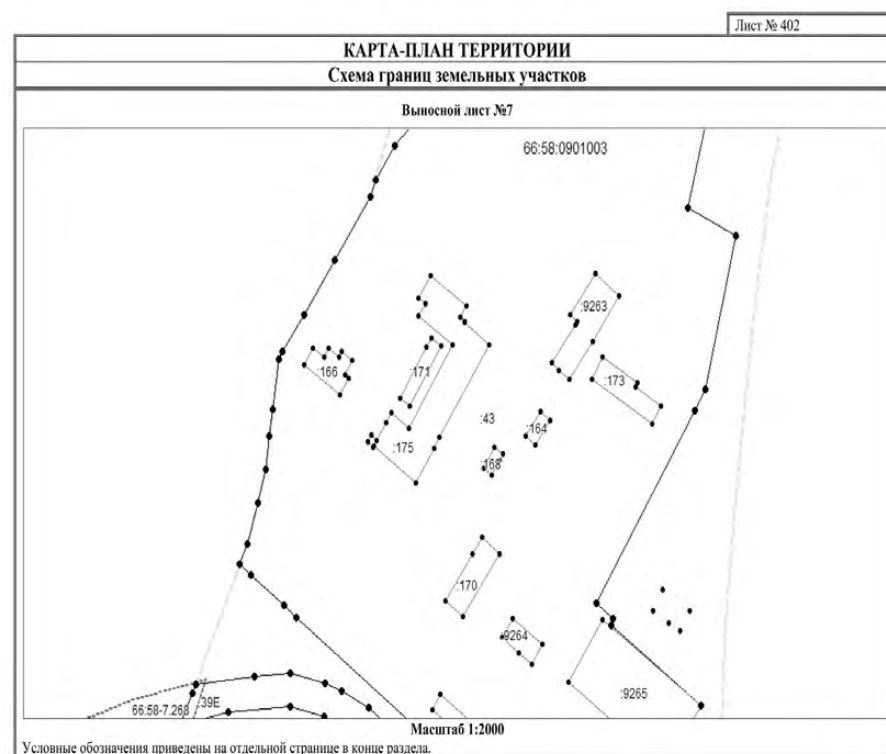 Лист № 402
КАРТА-ПЛАН ТЕРРИТОРИИ
Схема границ земельных участков
Выносной лист №7
66:58:0901003
:9263
:166
:171
:173
:43
:164
:175
:168
:170
:9264
:9265
:39Е
66:58-7.268
Масштаб 1:2000
Условные обозначения приведены на отдельной странице в конце раздела.